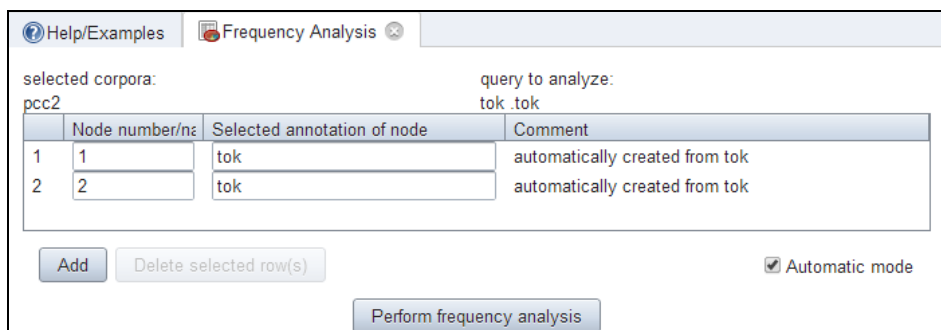 Help/Examples Frequency Analysis
selected corpora: query to analyze:
pcc2 tok .tok
Node number/na Selected annotation of node Comment
1 1 tok automatically created from tok
2 2 tok automatically created from tok
Add Delete selected row(s) Automatic mode
Perform frequency analysis